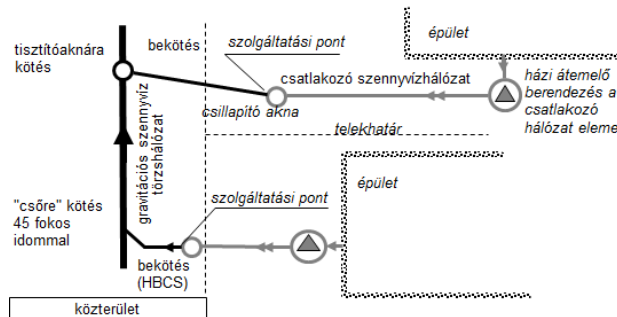 épület
bekötés
tisztítóaknára
kötés
szolgáltatási pont
csatlakozó szennyvízhálózat
házi átemelő
berendezés a
csatlakozó
hálózat eleme
csillapító akna
telekhatár
gravitációs szennyvíz
törzshálózat
épület
szolgáltatási pont
"csőre" kötés
45 fokos
idommal
bekötés
(HBCS)
közterület